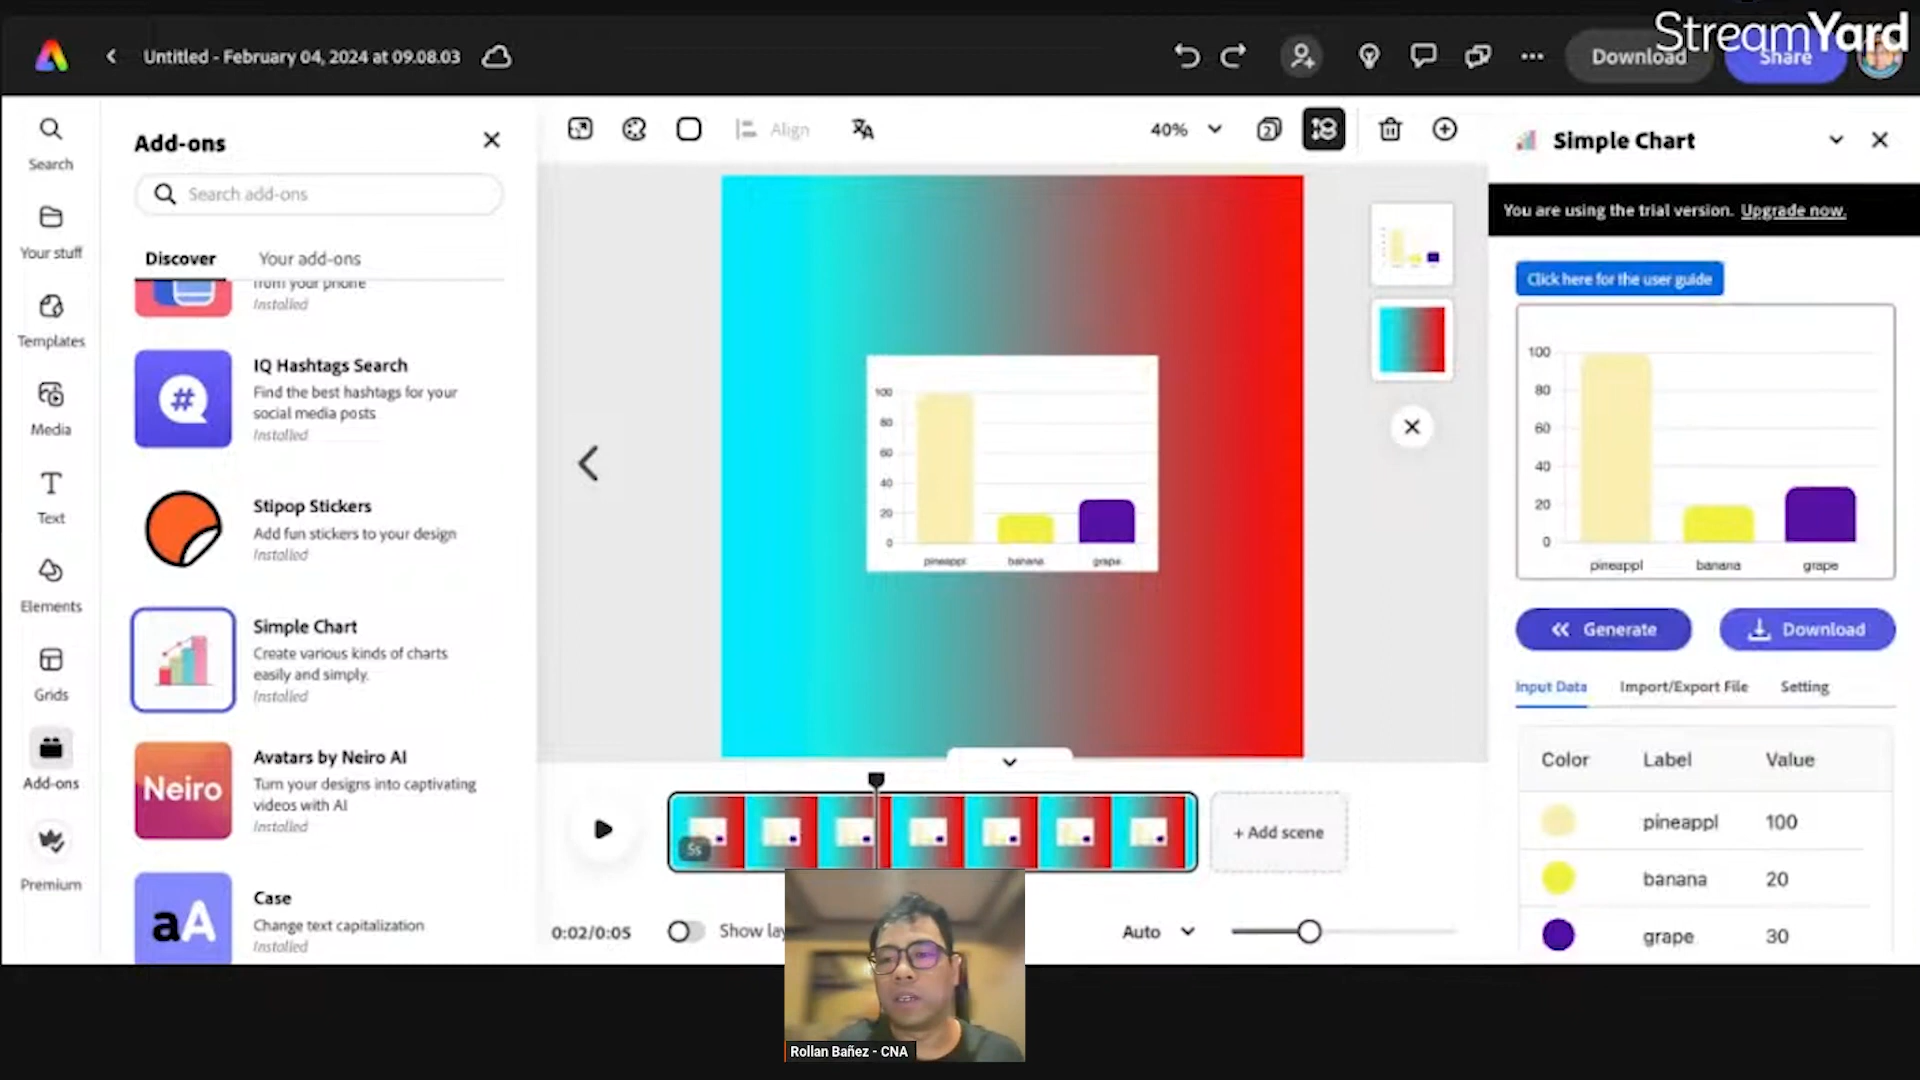 StreamYard
Untitled - February 04, 2024 at 09.08.03
Download
Share
Search
Your stuff
Templates
Media
Text
Elements
Grids
Add-ons
Premium
Add-ons
Search add-ons
Discover
Your add-ons
from your phone
Installed
IQ Hashtags Search
Find the best hashtags for your
social media posts
Installed
Stipop Stickers
Add fun stickers to your design
Installed
Simple Chart
Create various kinds of charts
easily and simply.
Installed
Neiro
Avatars by Neiro AI
Turn your designs into captivating
videos with AI
Installed
aA
Case
Change text capitalization
Installed
Align
40%
2
100
80
60
40
20
0
pineappl
banana
grape
5s
+ Add scene
0:02/0:05
Show lay
Auto
Rollan Bañez - CNA
Simple Chart
You are using the trial version. Upgrade now.
Click here for the user guide
100
80
60
40
20
0
pineappl
banana
grape
Generate
Download
Input Data
Import/Export File
Setting
Color
Label
Value
pineappl
100
banana
20
grape
30